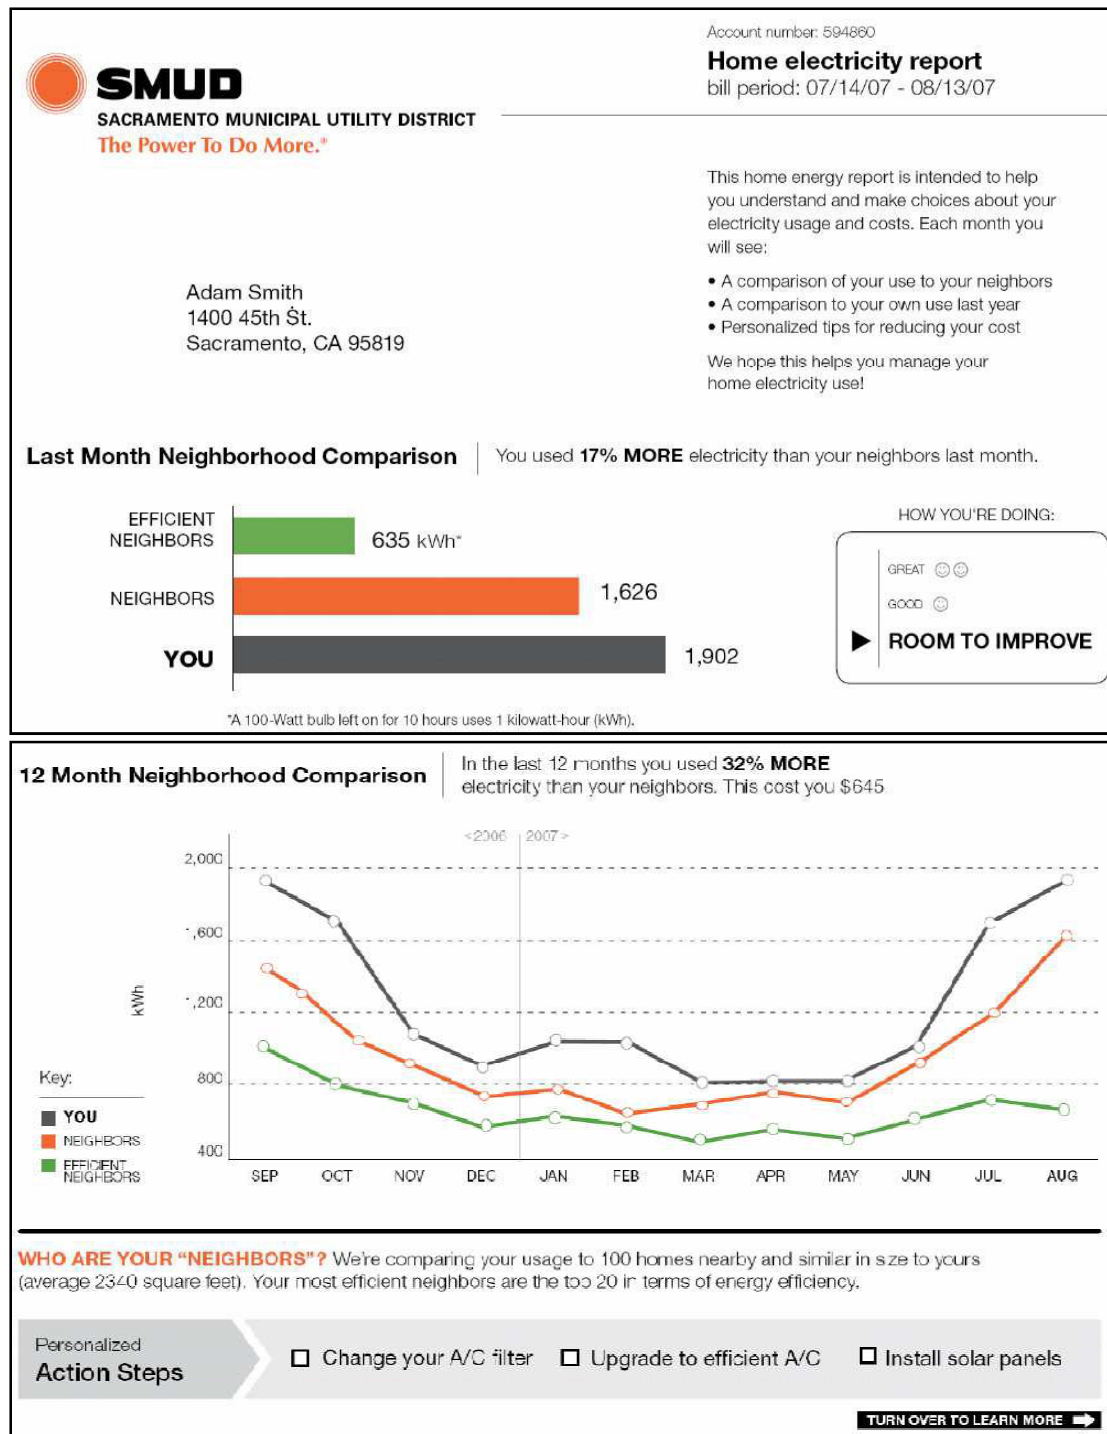 Account number: 594860
Home electricity report
bill period: 07/14/07 - 08/13/07
SMUD
SACRAMENTO MUNICIPAL UTILITY DISTRICT
The Power To Do More.®
This home energy report is intended to help
you understand and make choices about your
electricity usage and costs. Each month you
will see:
• A comparison of your use to your neighbors
• A comparison to your own use last year
• Personalized tips for reducing your cost
We hope this helps you manage your
home electricity use!
Adam Smith
1400 45th St.
Sacramento, CA 95819
Last Month Neighborhood Comparison
You used 17% MORE electricity than your neighbors last month.
EFFICIENT
NEIGHBORS
635 kWh*
NEIGHBORS
1,626
YOU
1,902
*A 100-Watt bulb left on for 10 hours uses 1 kilowatt-hour (kWh).
HOW YOU'RE DOING:
GREAT
GOOD
ROOM TO IMPROVE
12 Month Neighborhood Comparison
In the last 12 months you used 32% MORE
electricity than your neighbors. This cost you $645
<2006 2007>
2,000
1,600
1,200
800
400
kWh
Key:
YOU
NEIGHBORS
EFFICIENT
NEIGHBORS
SEP OCT NOV DEC JAN FEB MAR APR MAY JUN JUL AUG
WHO ARE YOUR “NEIGHBORS”? We're comparing your usage to 100 homes nearby and similar in size to yours
(average 2340 square feet). Your most efficient neighbors are the top 20 in terms of energy efficiency.
Personalized
Action Steps
Change your A/C filter
Upgrade to efficient A/C
Install solar panels
TURN OVER TO LEARN MORE